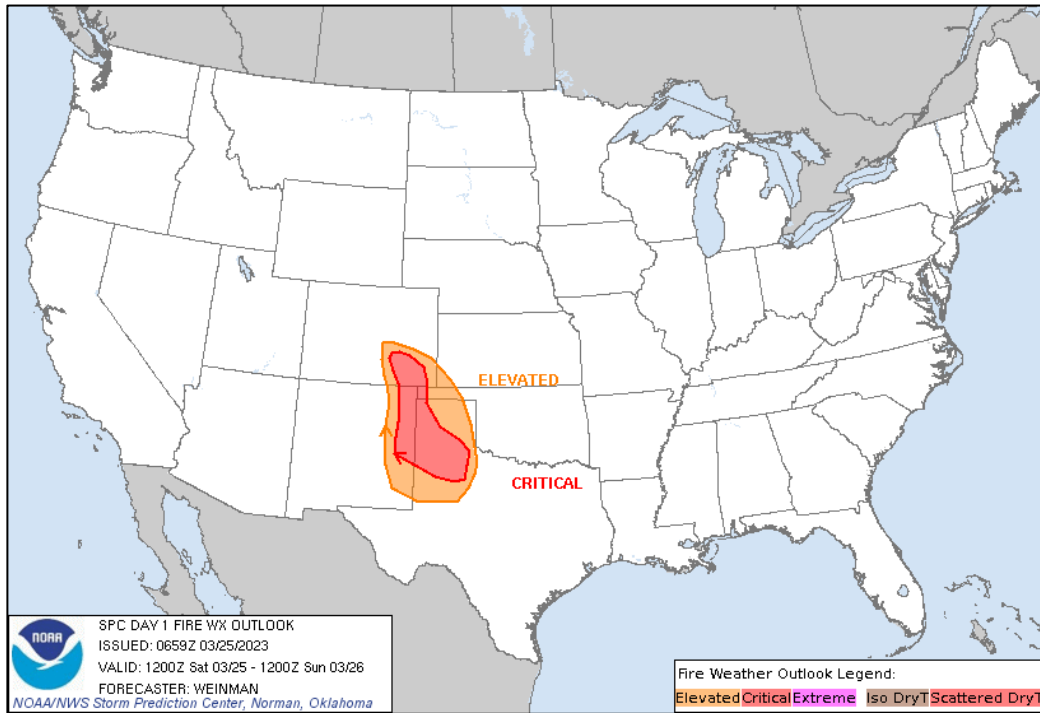 ELEVATED
CRITICAL
NOAA
SPC DAY 1 FIRE WX OUTLOOK
ISSUED: 0659Z 03/25/2023
VALID: 1200Z Sat 03/25 - 1200Z Sun 03/26
FORECASTER: WEINMAN
NOAA/NWS Storm Prediction Center, Norman, Oklahoma
Fire Weather Outlook Legend:
Elevated Critical Extreme Iso DryT Scattered DryT